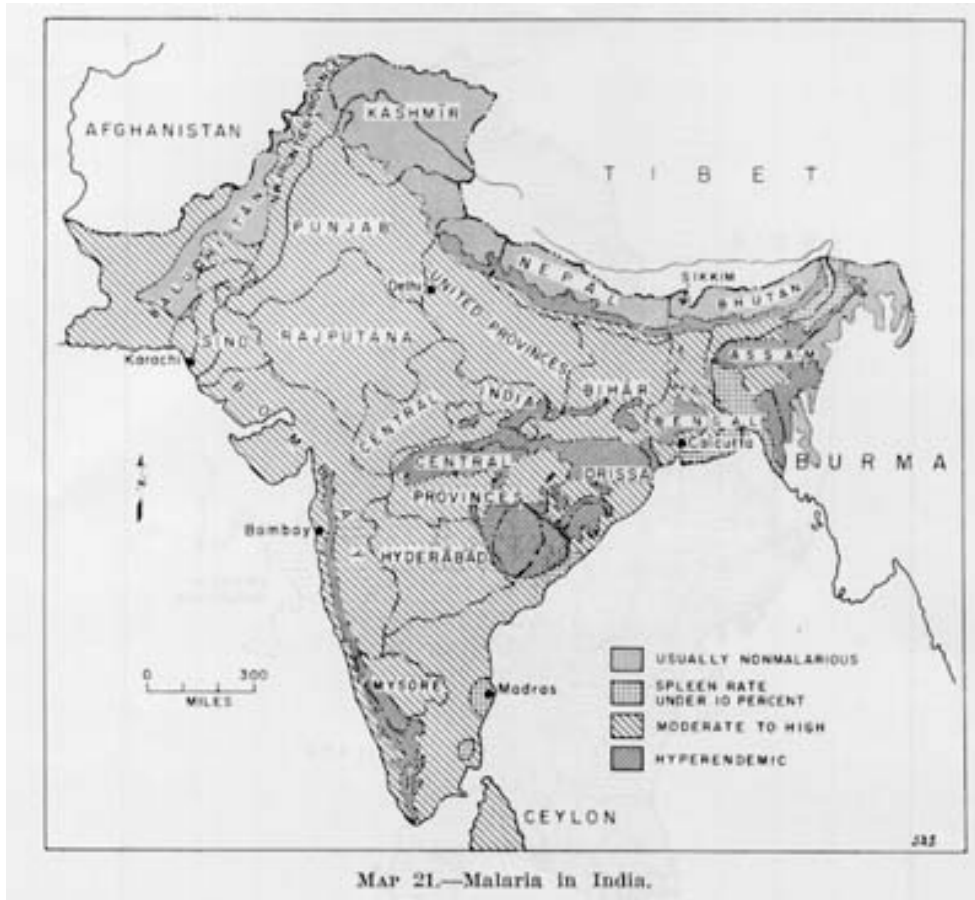 AFGHANISTAN
KASHMIR
TIBET
BALUCHISTAN
PUNJAB
NEPAL
SIKKIM
BHUTAN
Delhi
UNITED PROVINCES
SIND
RAJPUTANA
ASSAM
Karachi
BOMBAY
CENTRAL INDIA
BIHAR
BENGAL
Calcutta
BURMA
CENTRAL
PROVINCES
ORISSA
N
Bombay
HYDERABAD
0 300
MILES
MYSORE
Madras
USUALLY NONMALARIOUS
SPLEEN RATE
UNDER 10 PERCENT
MODERATE TO HIGH
HYPERENDEMIC
CEYLON
MAP 21.—Malaria in India.